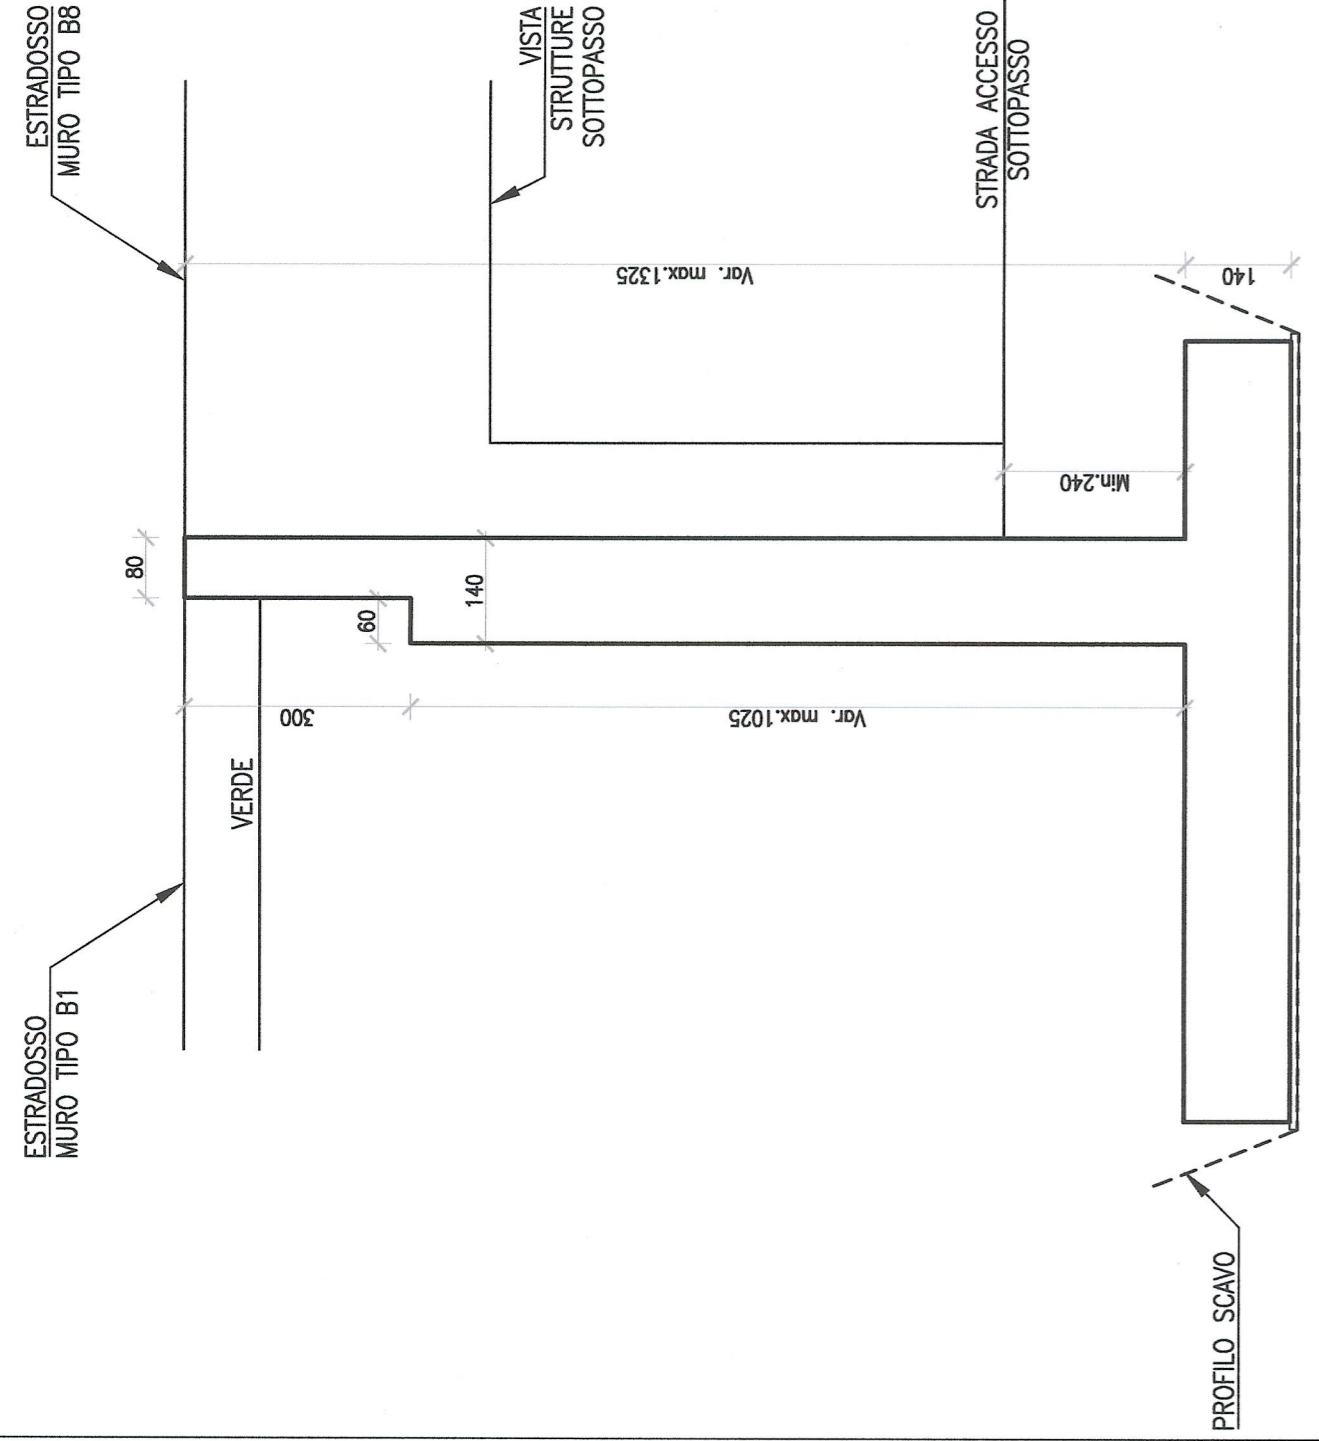 ESTRADOSSO
MURO TIPO B8
VISTA
STRUTTURE
SOTTOPASSO
STRADA ACCESSO
SOTTOPASSO
Var. max.1325
140
Min.240
80
60
140
300
Var. max.1025
VERDE
ESTRADOSSO
MURO TIPO B1
PROFILO SCAVO